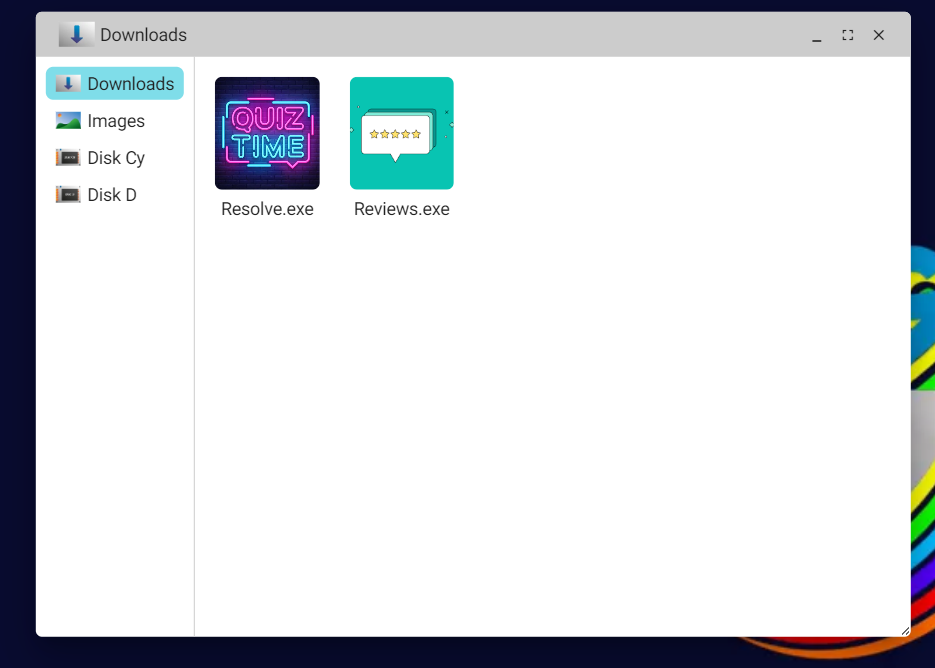 Downloads
Downloads
Images
Disk Cy
Disk D
QUIZ
TIME
Resolve.exe
Reviews.exe